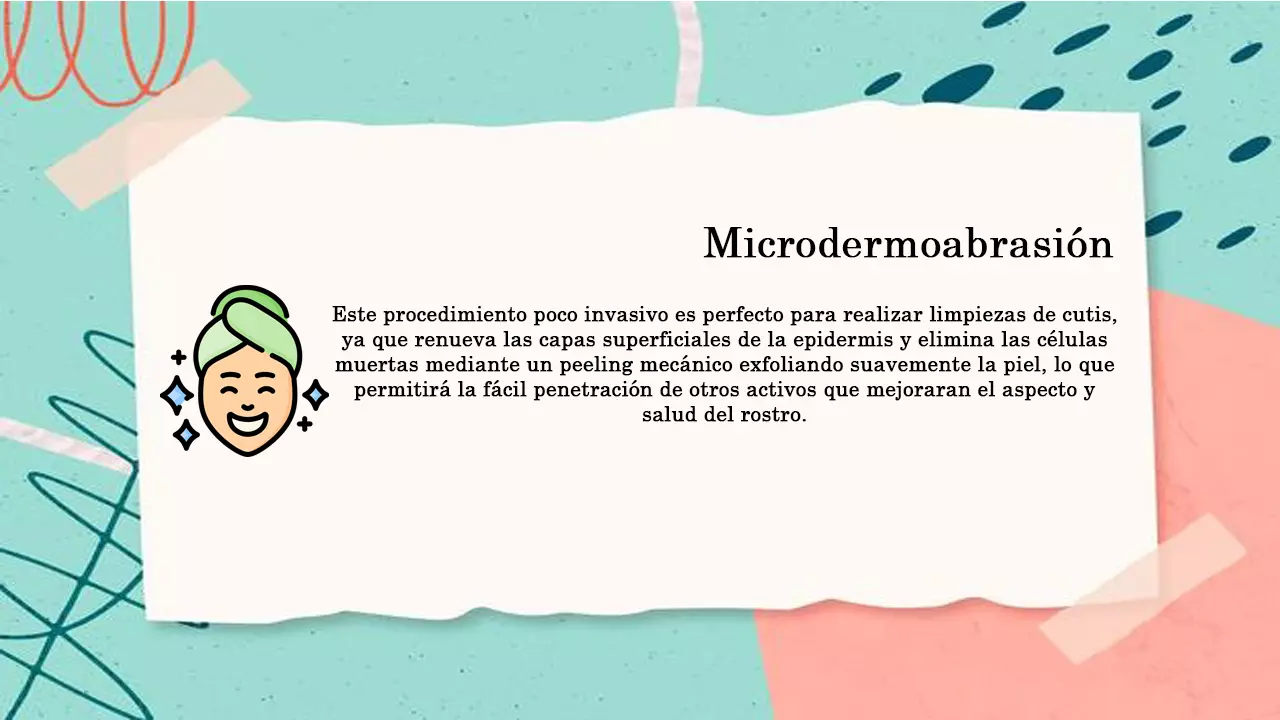 Microdermoabrasión
Este procedimiento poco invasivo es perfecto para realizar limpiezas de cutis,
ya que renueva las capas superficiales de la epidermis y elimina las células
muertas mediante un peeling mecánico exfoliando suavemente la piel, lo que
permitirá la fácil penetración de otros activos que mejoraran el aspecto y
salud del rostro.